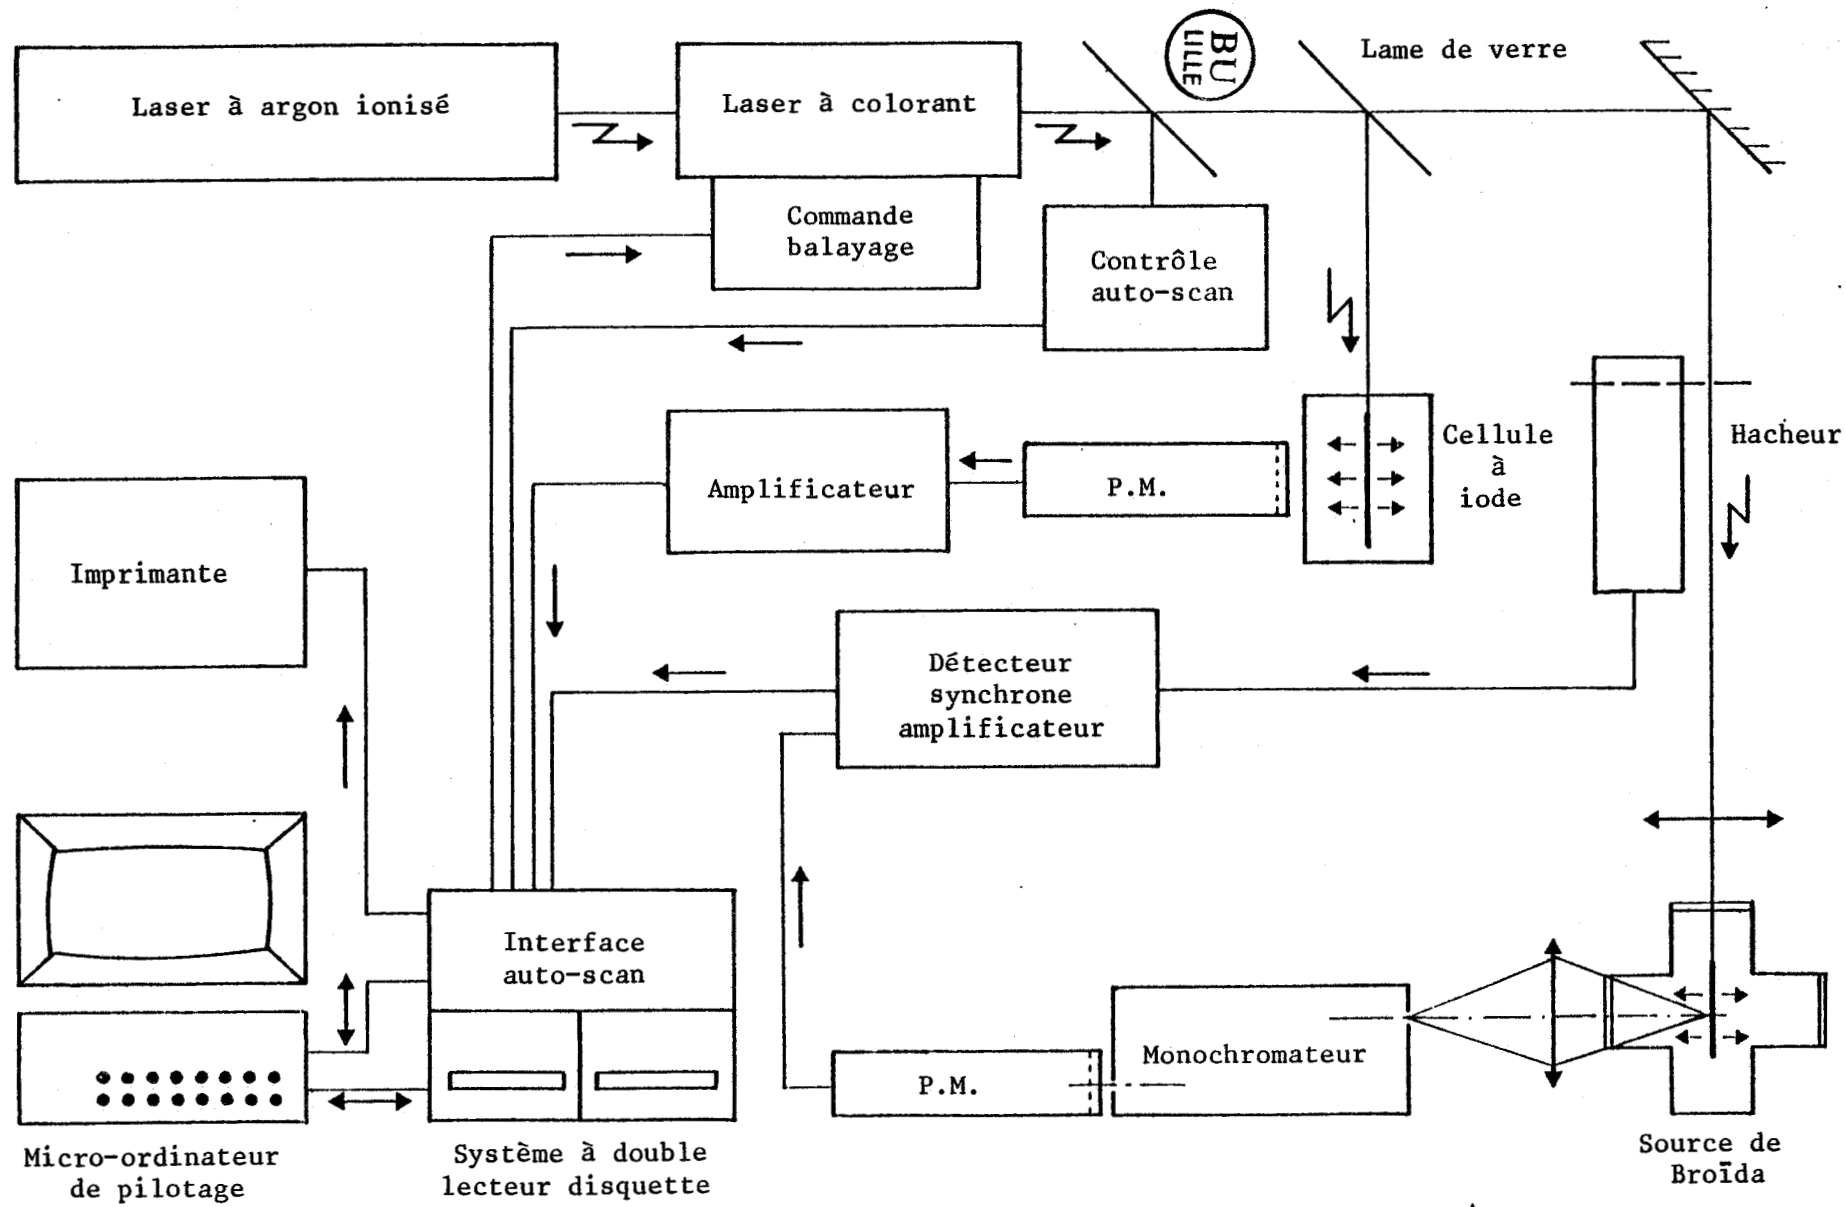 BU
LILLE
Lame de verre
Laser à argon ionisé
Laser à colorant
Commande
balayage
Contrôle
auto-scan
Amplificateur
P.M.
Cellule
à
iode
Hacheur
Imprimante
Détecteur
synchrone
amplificateur
Interface
auto-scan
Monochromateur
P.M.
Micro-ordinateur
de pilotage
Système à double
lecteur disquette
Source de
Broïda